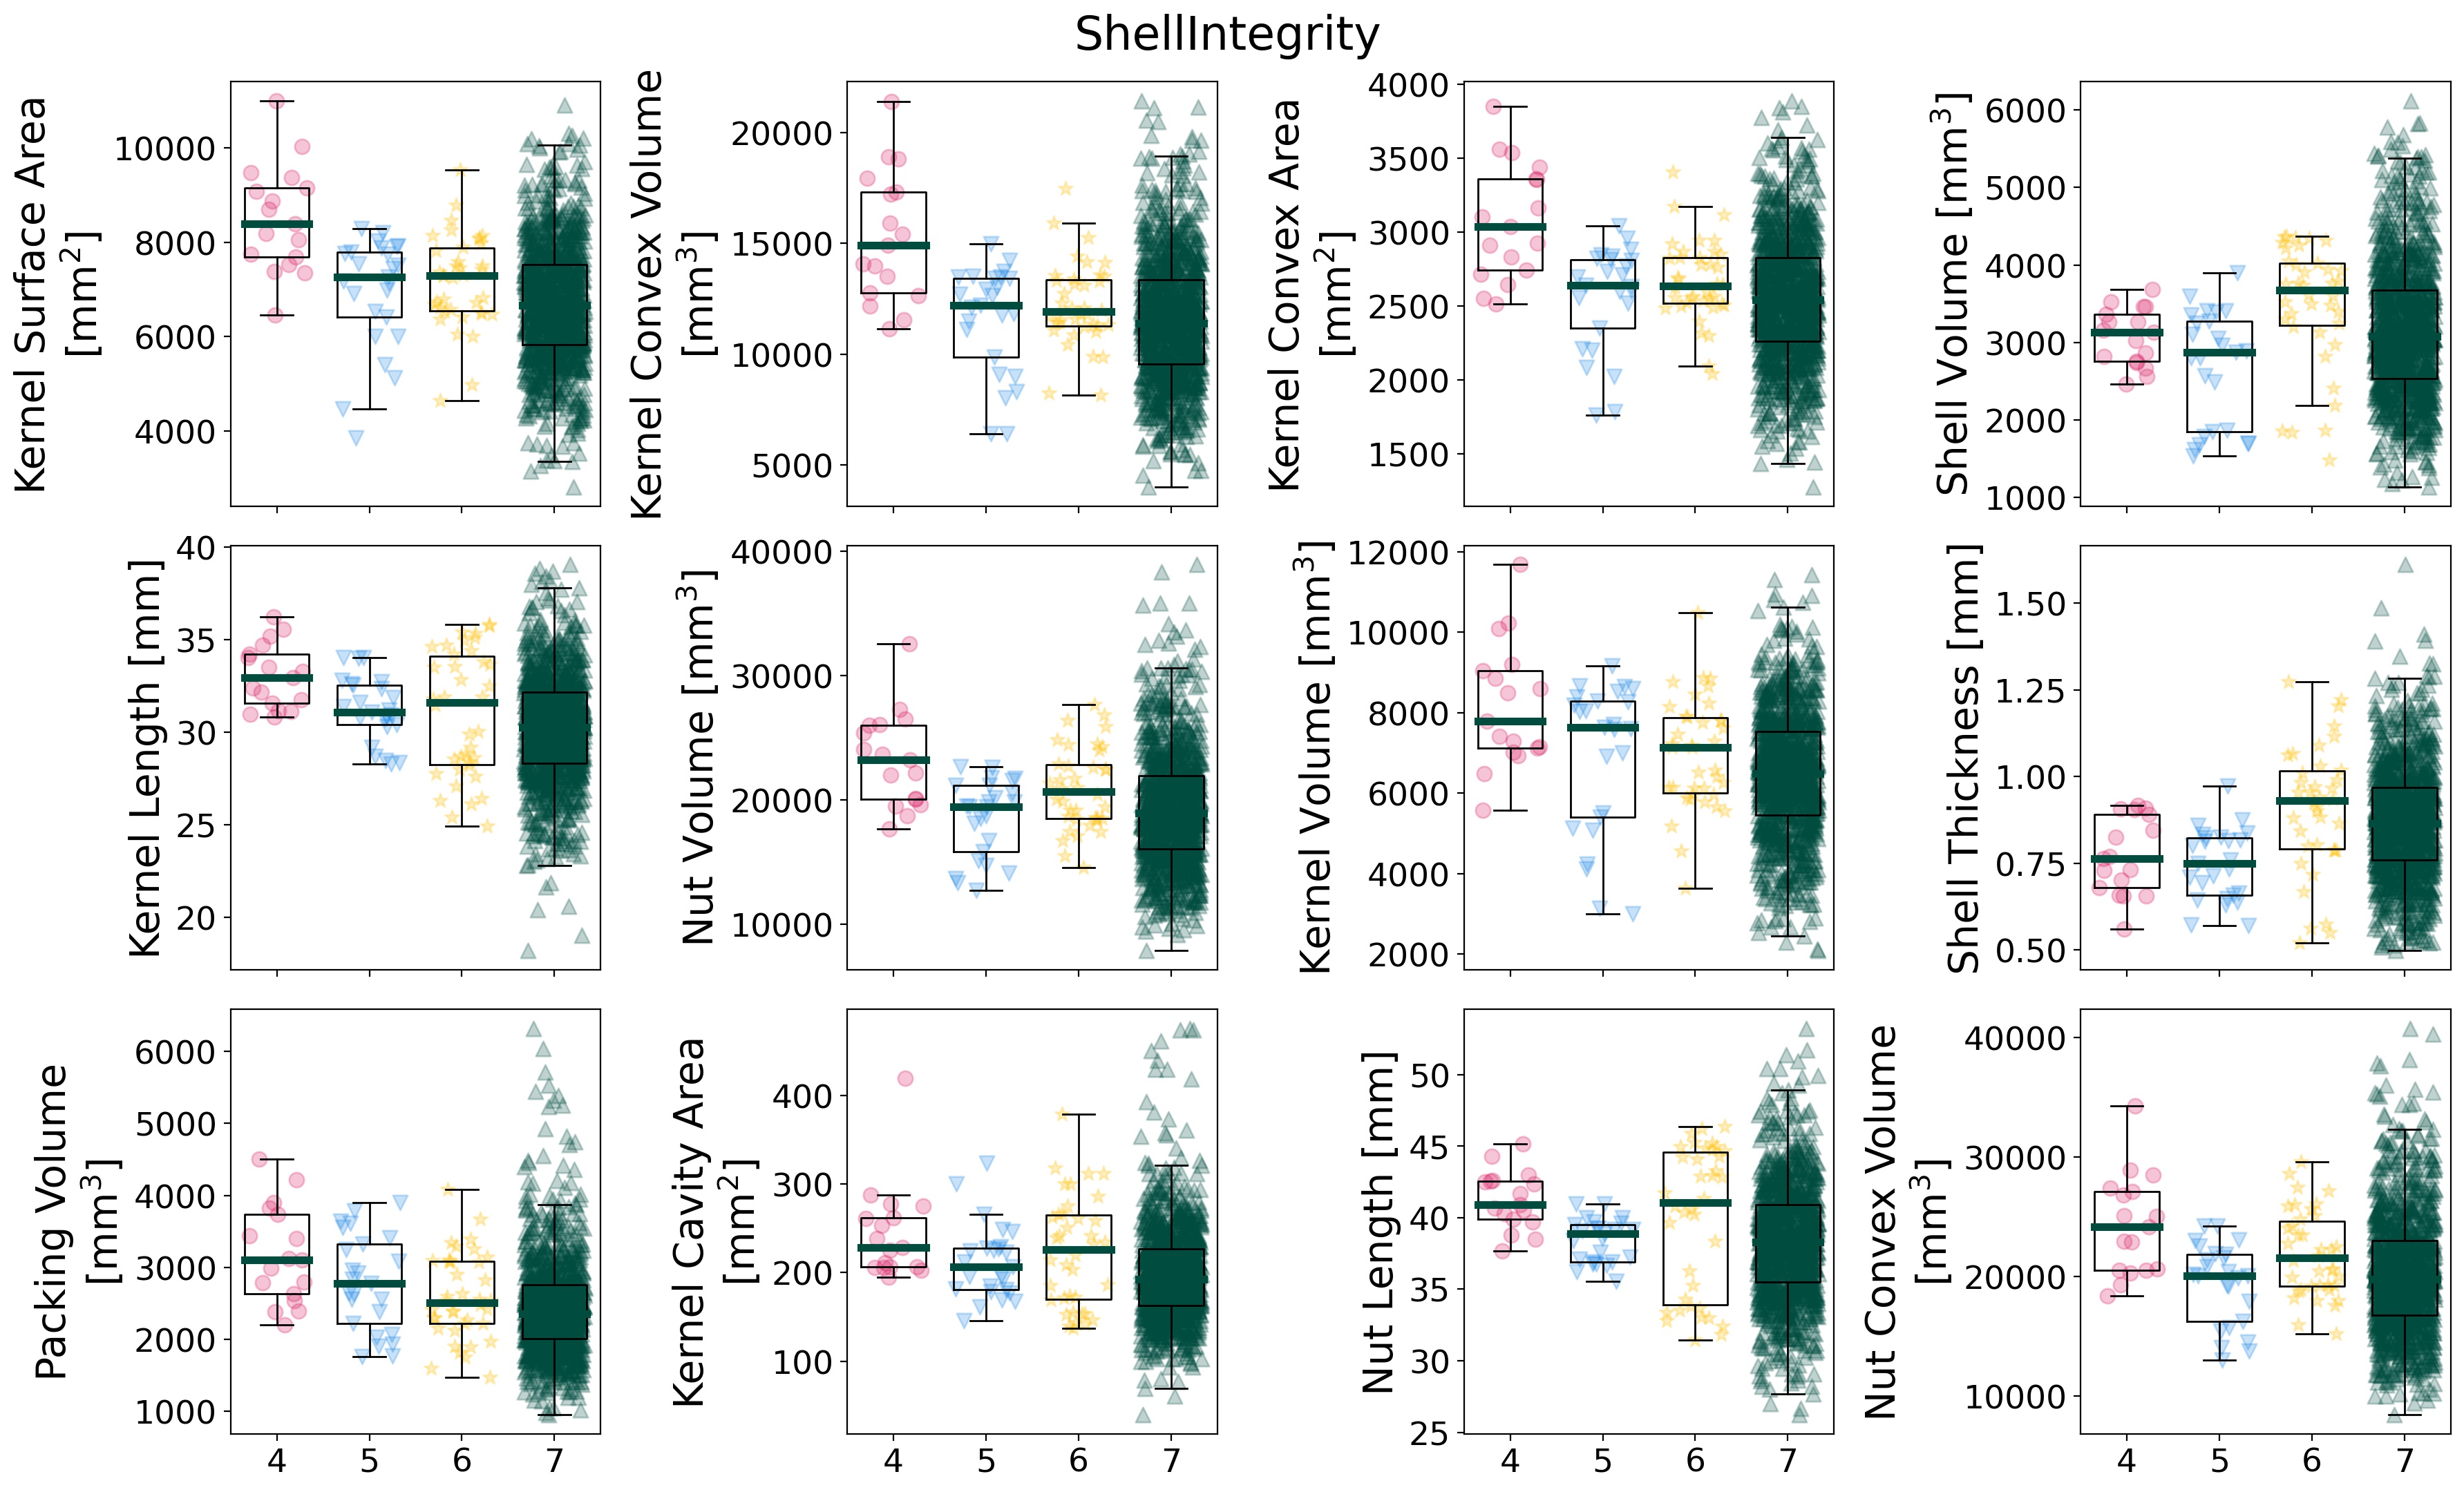 ShellIntegrity
Kernel Surface Area
[mm²]
10000
8000
6000
4000
Kernel Convex Volume
[mm³]
20000
15000
10000
5000
Kernel Convex Area
[mm²]
4000
3500
3000
2500
2000
1500
Shell Volume [mm³]
6000
5000
4000
3000
2000
1000
Kernel Length [mm]
40
35
30
25
20
Nut Volume [mm³]
40000
30000
20000
10000
Kernel Volume [mm³]
12000
10000
8000
6000
4000
2000
Shell Thickness [mm]
1.50
1.25
1.00
0.75
0.50
Packing Volume
[mm³]
6000
5000
4000
3000
2000
1000
4 5 6 7
Kernel Cavity Area
[mm²]
400
300
200
100
4 5 6 7
Nut Length [mm]
50
45
40
35
30
25
4 5 6 7
Nut Convex Volume
[mm³]
40000
30000
20000
10000
4 5 6 7